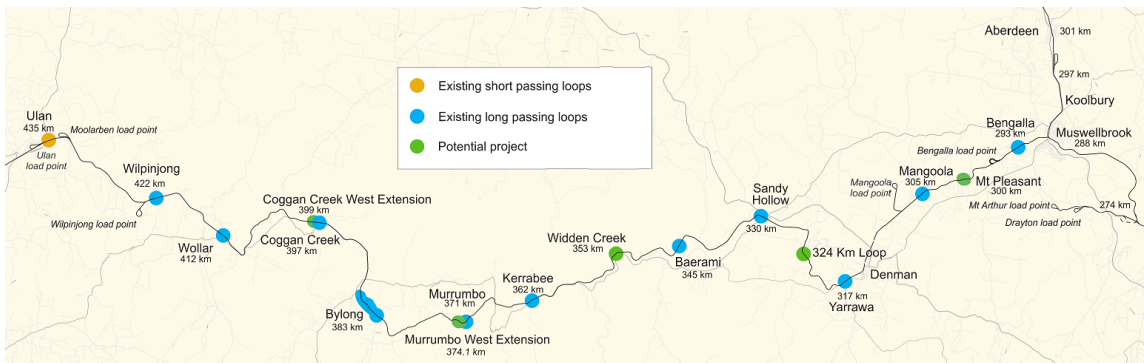 Aberdeen
301 km
297 km
Koolbury
Existing short passing loops
Existing long passing loops
Potential project
Ulan
435 km
Moolarben load point
Ulan
load point
Wilpinjong
422 km
Wilpinjong load point
Wollar
412 km
Coggan Creek West Extension
399 km
Coggan Creek
397 km
Bylong
383 km
Murrumbo
371 km
Murrumbo West Extension
374.1 km
Kerrabee
362 km
Widden Creek
353 km
Baerami
345 km
Sandy
Hollow
330 km
324 Km Loop
317 km
Yarrawa
Denman
Mangoola
305 km
Mangoola
load point
Bengalla
293 km
Bengalla load point
Muswellbrook
288 km
Mt Pleasant
300 km
Mt Arthur load point
274 km
Drayton load point